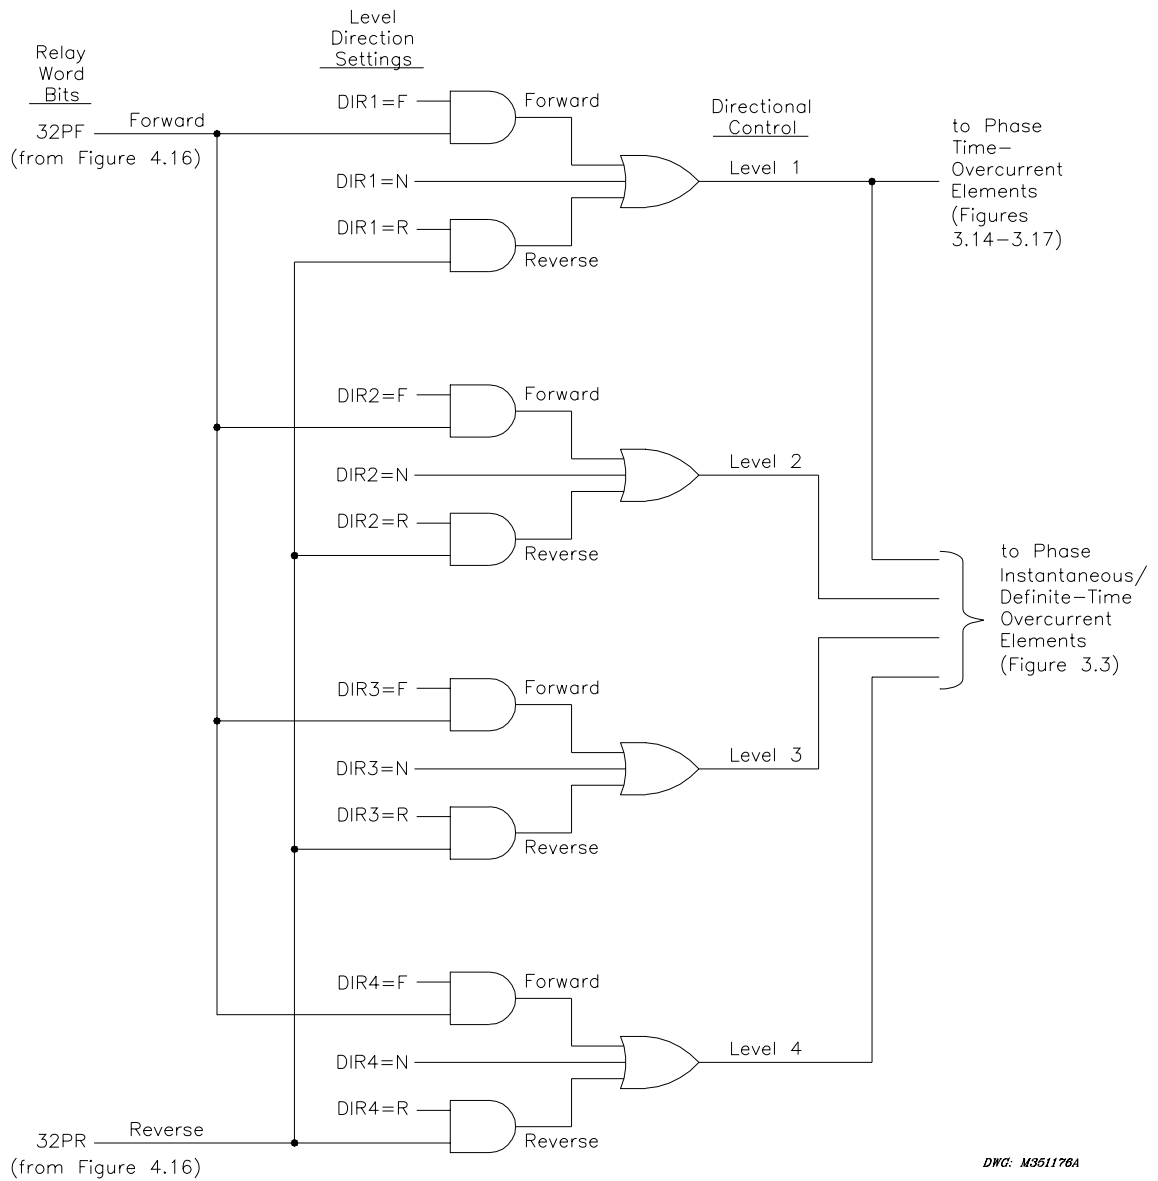 Level
Direction
Settings
Relay
Word
Bits
32PF
(from Figure 4.16)
Forward
DIR1=F
Forward
DIR1=N
DIR1=R
Reverse
Directional
Control
Level 1
to Phase
Time-
Overcurrent
Elements
(Figures
3.14-3.17)
DIR2=F
Forward
DIR2=N
Level 2
DIR2=R
Reverse
to Phase
Instantaneous/
Definite-Time
Overcurrent
Elements
(Figure 3.3)
DIR3=F
Forward
DIR3=N
Level 3
DIR3=R
Reverse
DIR4=F
Forward
DIR4=N
Level 4
DIR4=R
Reverse
32PR
(from Figure 4.16)
Reverse
DWG: M351176A